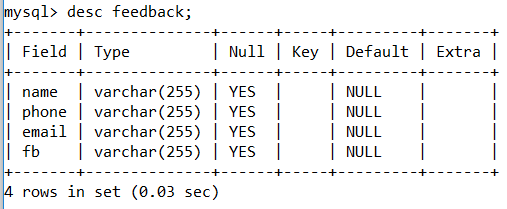 mysql> desc feedback;
+-------+--------------+------+-----+---------+-------+
| Field | Type         | Null | Key | Default | Extra |
+-------+--------------+------+-----+---------+-------+
| name  | varchar(255) | YES  |     | NULL    |       |
| phone | varchar(255) | YES  |     | NULL    |       |
| email | varchar(255) | YES  |     | NULL    |       |
| fb    | varchar(255) | YES  |     | NULL    |       |
+-------+--------------+------+-----+---------+-------+
4 rows in set (0.03 sec)